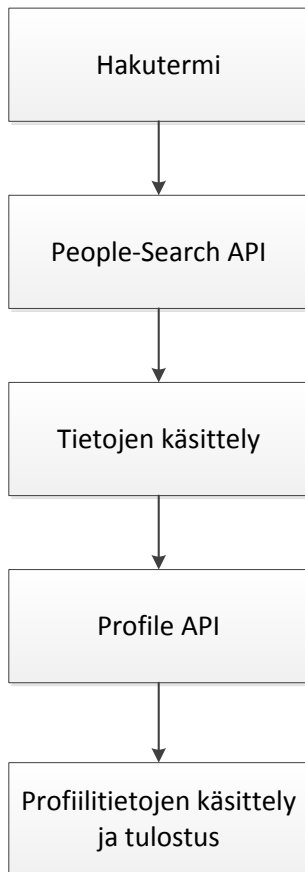 Hakutermi
People-Search API
Tietojen käsittely
Profile API
Profiilitietojen käsittely
ja tulostus